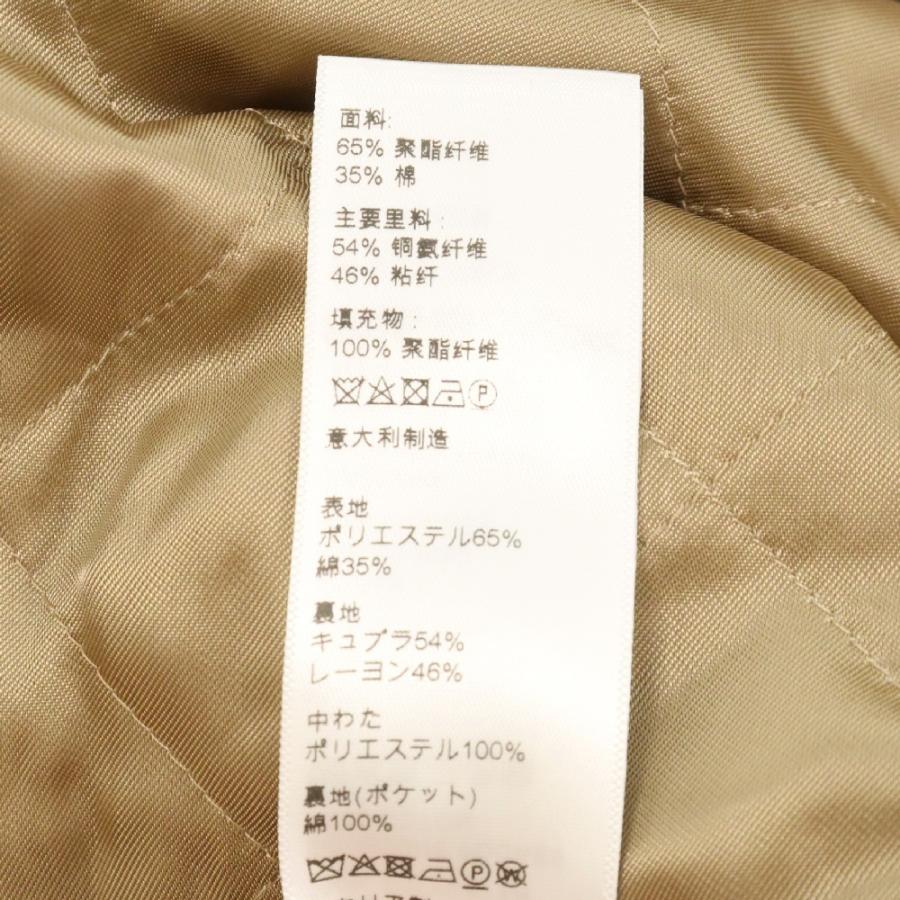 面料:
65% 聚酯纤维
35% 棉
主要里料:
54% 铜氨纤维
46% 粘纤
填充物:
100% 聚酯纤维
P
意大利制造
表地
ポリエステル65%
綿35%
裏地
キュプラ54%
レーヨン46%
中わた
ポリエステル100%
裏地(ポケット)
綿100%
P W